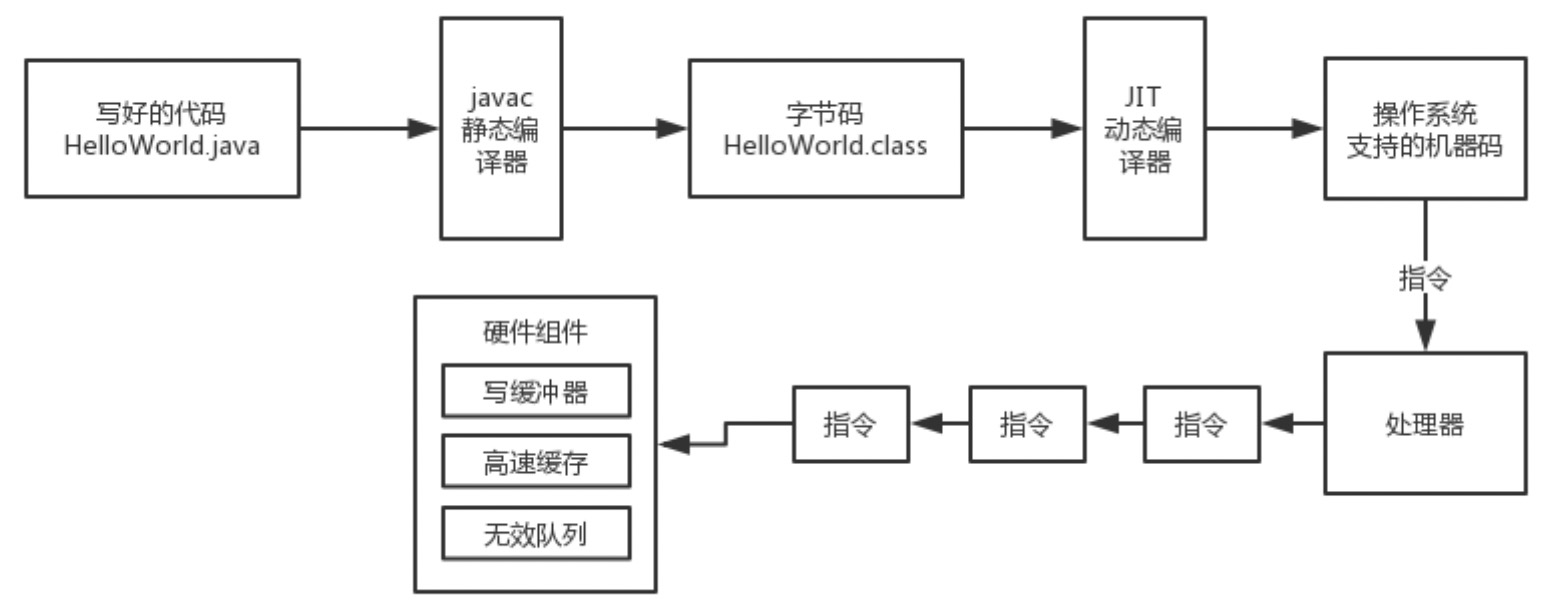 写好的代码
HelloWorld.java
javac
静态编
译器
字节码
HelloWorld.class
JIT
动态编
译器
操作系统
支持的机器码
指令
处理器
指令
指令
指令
硬件组件
写缓冲器
高速缓存
无效队列